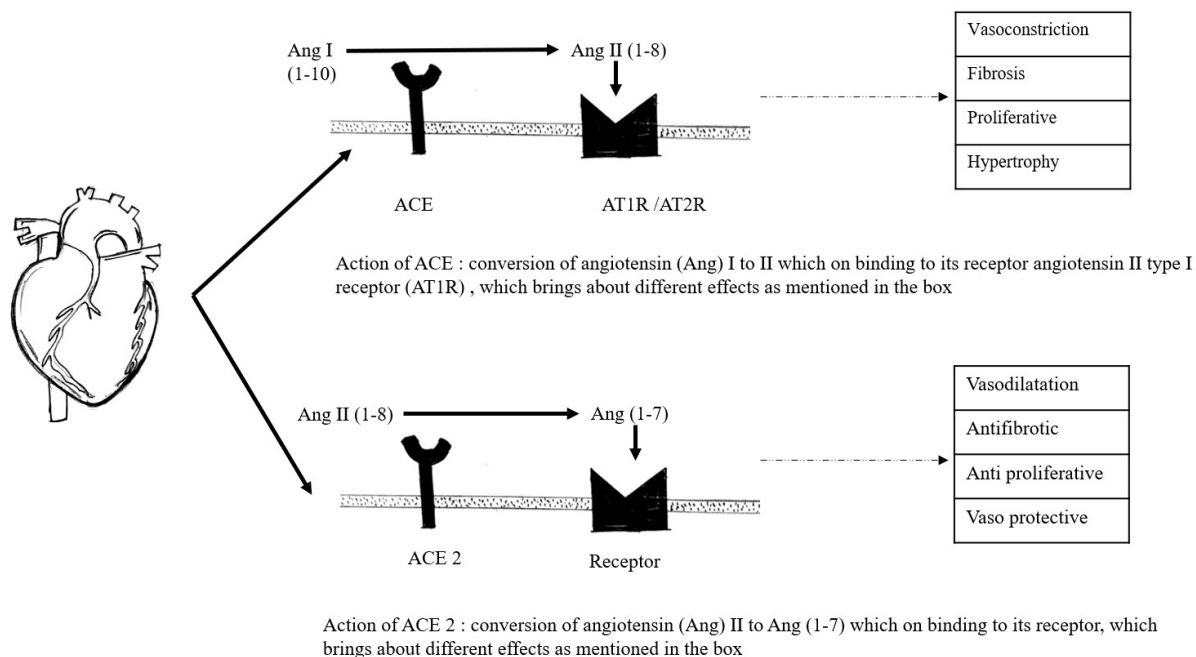 Ang I
(1-10)
Ang II (1-8)
ACE
AT1R /AT2R
Vasoconstriction
Fibrosis
Proliferative
Hypertrophy
Action of ACE : conversion of angiotensin (Ang) I to II which on binding to its receptor angiotensin II type I
receptor (AT1R) , which brings about different effects as mentioned in the box
Ang II (1-8)
Ang (1-7)
ACE 2
Receptor
Vasodilatation
Antifibrotic
Anti proliferative
Vaso protective
Action of ACE 2 : conversion of angiotensin (Ang) II to Ang (1-7) which on binding to its receptor, which
brings about different effects as mentioned in the box